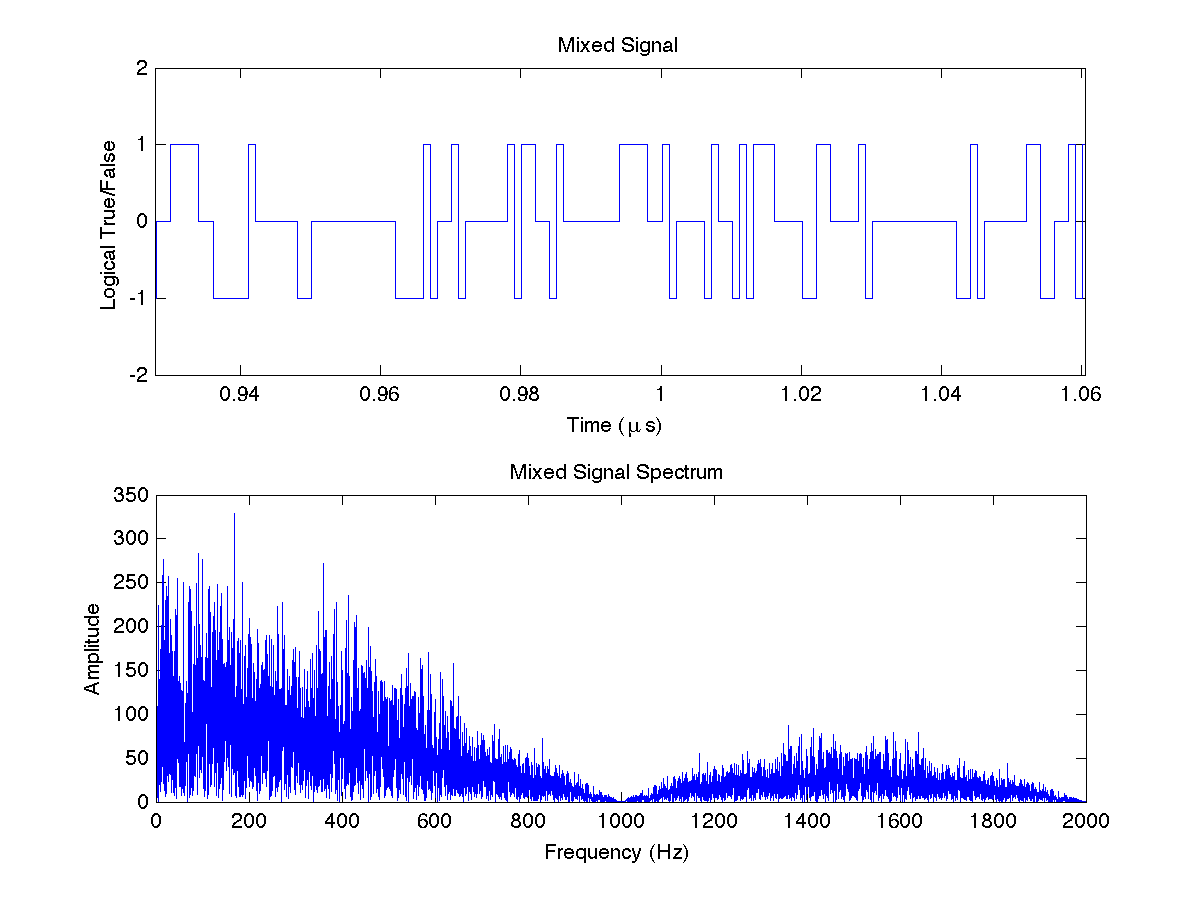 Mixed Signal
2
1
0
-1
-2
Logical True/False
0.94 0.96 0.98 1 1.02 1.04 1.06
Time (μ s)
Mixed Signal Spectrum
350
300
250
200
150
100
50
0
Amplitude
0 200 400 600 800 1000 1200 1400 1600 1800 2000
Frequency (Hz)